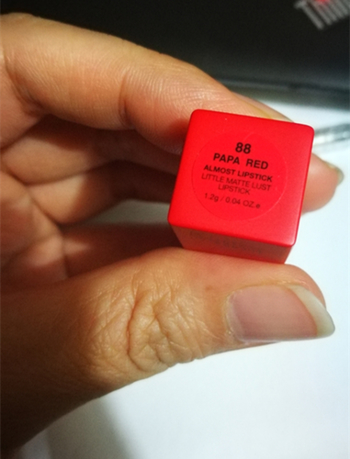 88
PAPA RED
ALMOST LIPSTICK
LITTLE MATTE LUST
LIPSTICK
1.2g / 0.04 OZ.e